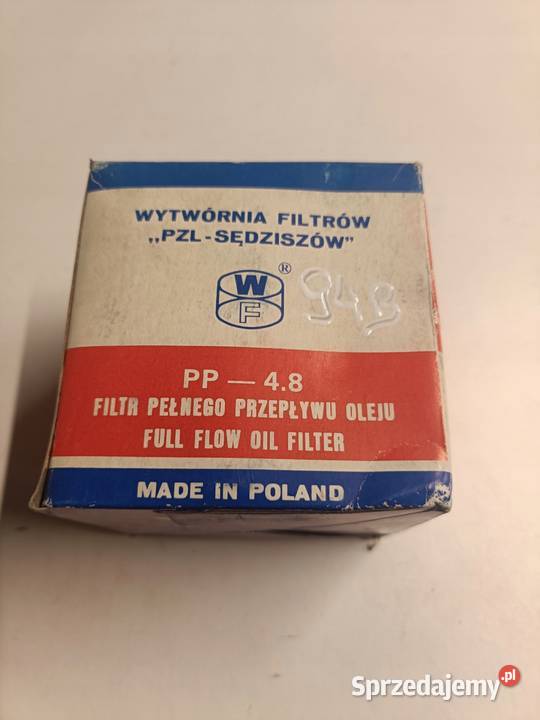 WYTWÓRNIA FILTRÓW
„PZL-SĘDZISZÓW”
W ®
F
94B
PP — 4.8
FILTR PEŁNEGO PRZEPŁYWU OLEJU
FULL FLOW OIL FILTER
MADE IN POLAND
Sprzedajemy.pl